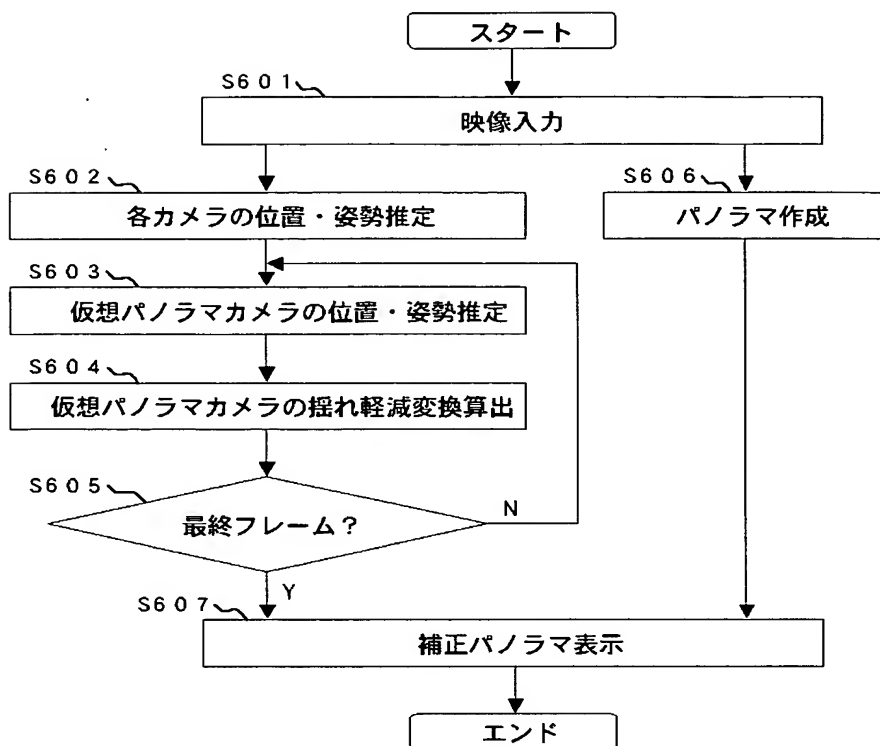 スタート
S601
映像入力
S602
各カメラの位置・姿勢推定
S606
パノラマ作成
S603
仮想パノラマカメラの位置・姿勢推定
S604
仮想パノラマカメラの揺れ軽減変換算出
S605
最終フレーム？
N
Y
S607
補正パノラマ表示
エンド